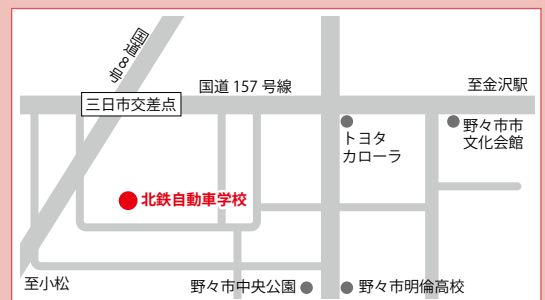 国道8号
国道 157 号線
至金沢駅
三日市交差点
トヨタ
カローラ
野々市市
文化会館
北鉄自動車学校
至小松
野々市中央公園
野々市明倫高校